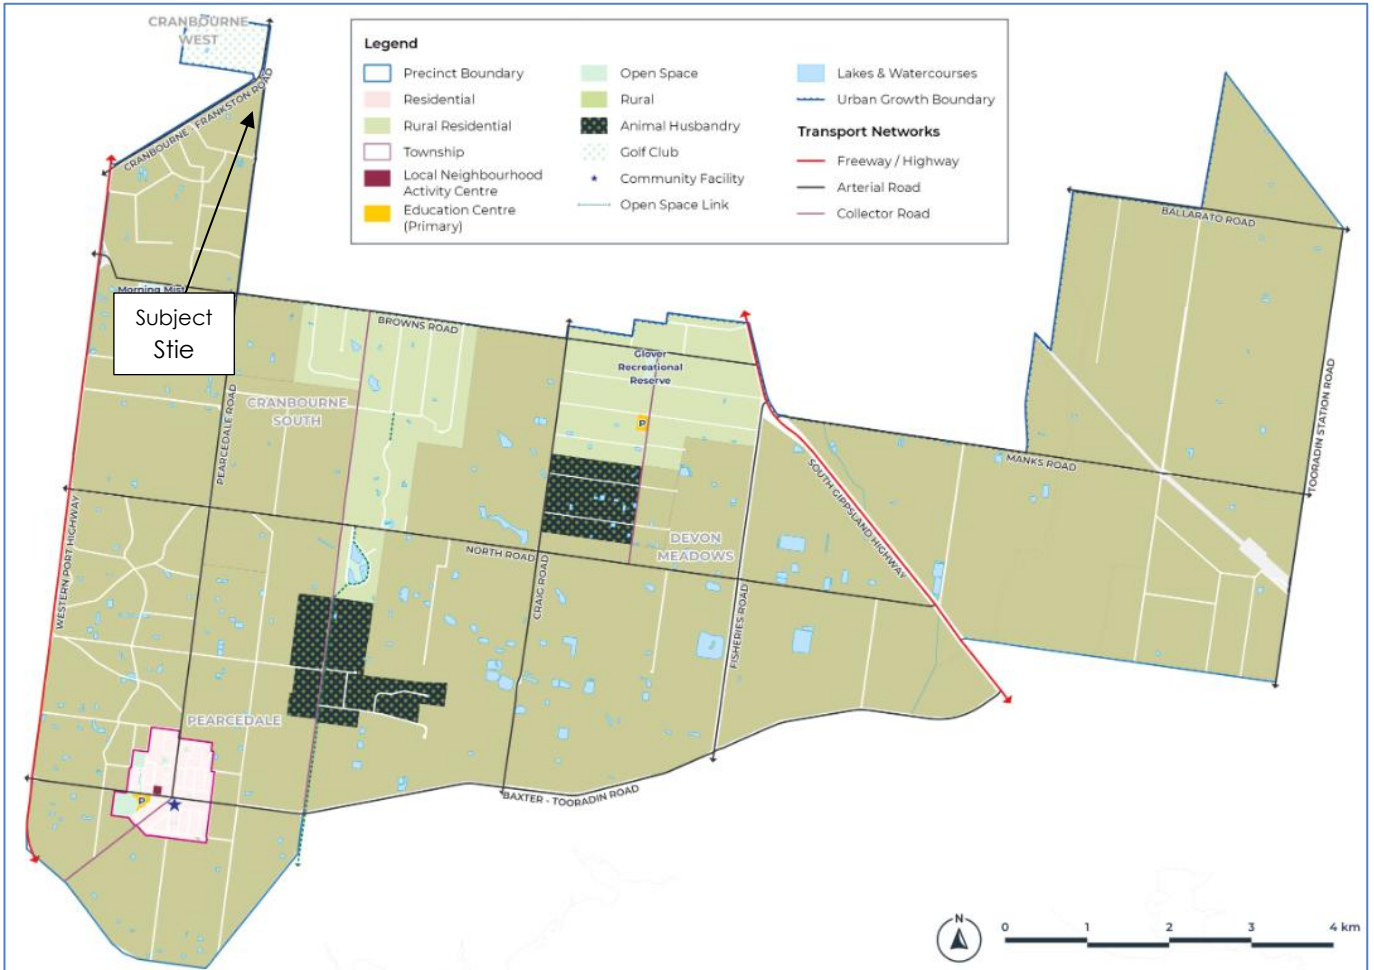 CRANBOURNE
WEST
Legend
Precinct Boundary
Residential
Rural Residential
Township
Local Neighbourhood
Activity Centre
Education Centre
(Primary)
Open Space
Rural
Animal Husbandry
Golf Club
Community Facility
Open Space Link
Lakes & Watercourses
Urban Growth Boundary
Transport Networks
Freeway / Highway
Arterial Road
Collector Road
CRANBOURNE - FRANKSTON ROAD
BALLARATO ROAD
Morning Mist
Subject
Stie
BROWNS ROAD
Glover
Recreational
Reserve
CRANBOURNE
SOUTH
PEARCEDALE ROAD
P
TOORADIN STATION ROAD
MANKS ROAD
SOUTH GIPPSLAND HIGHWAY
WESTERN PORT HIGHWAY
NORTH ROAD
DEVON
MEADOWS
CRAIG ROAD
FISHERIES ROAD
PEARCEDALE
P
BAXTER - TOORADIN ROAD
N
0 1 2 3 4 km